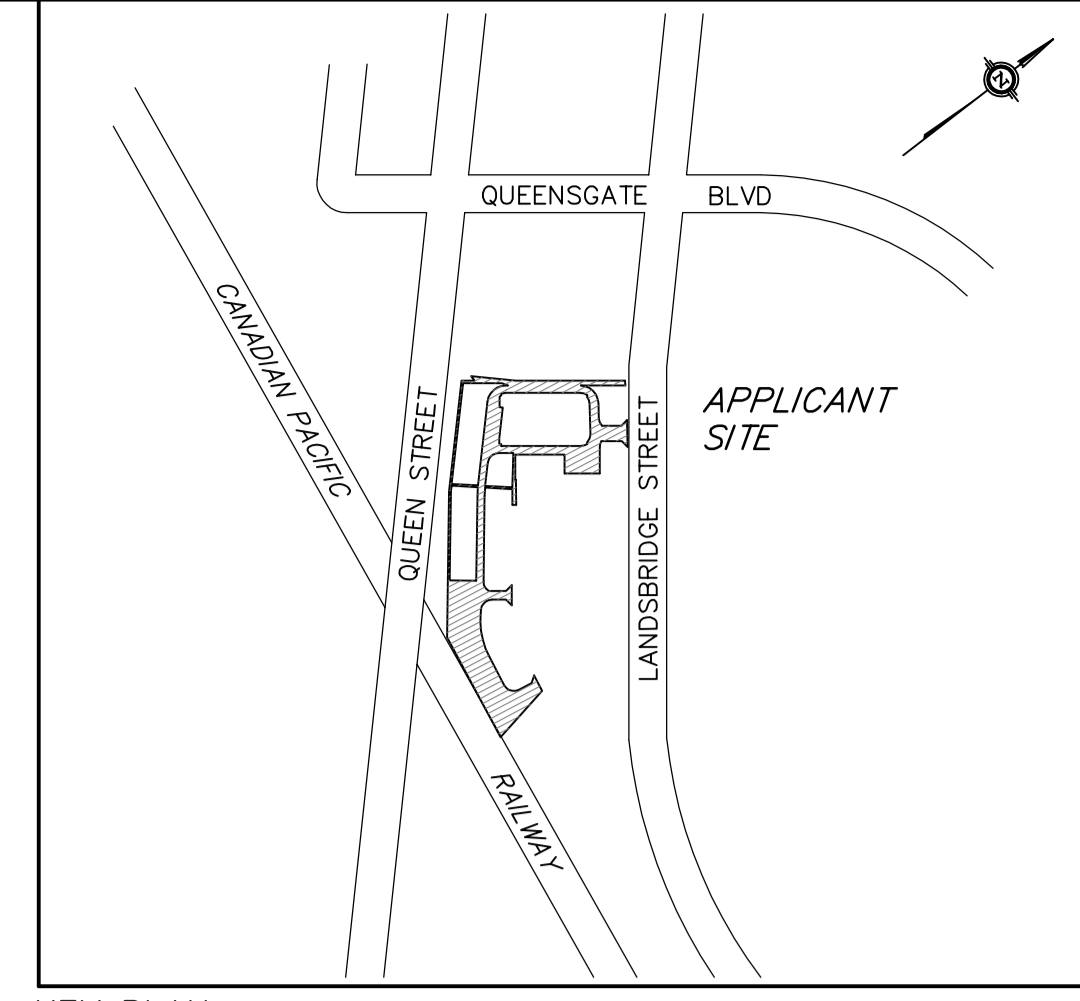 N
QUEENSGATE BLVD
CANADIAN PACIFIC
QUEEN STREET
APPLICANT
SITE
LANDSBRIDGE STREET
RAILWAY